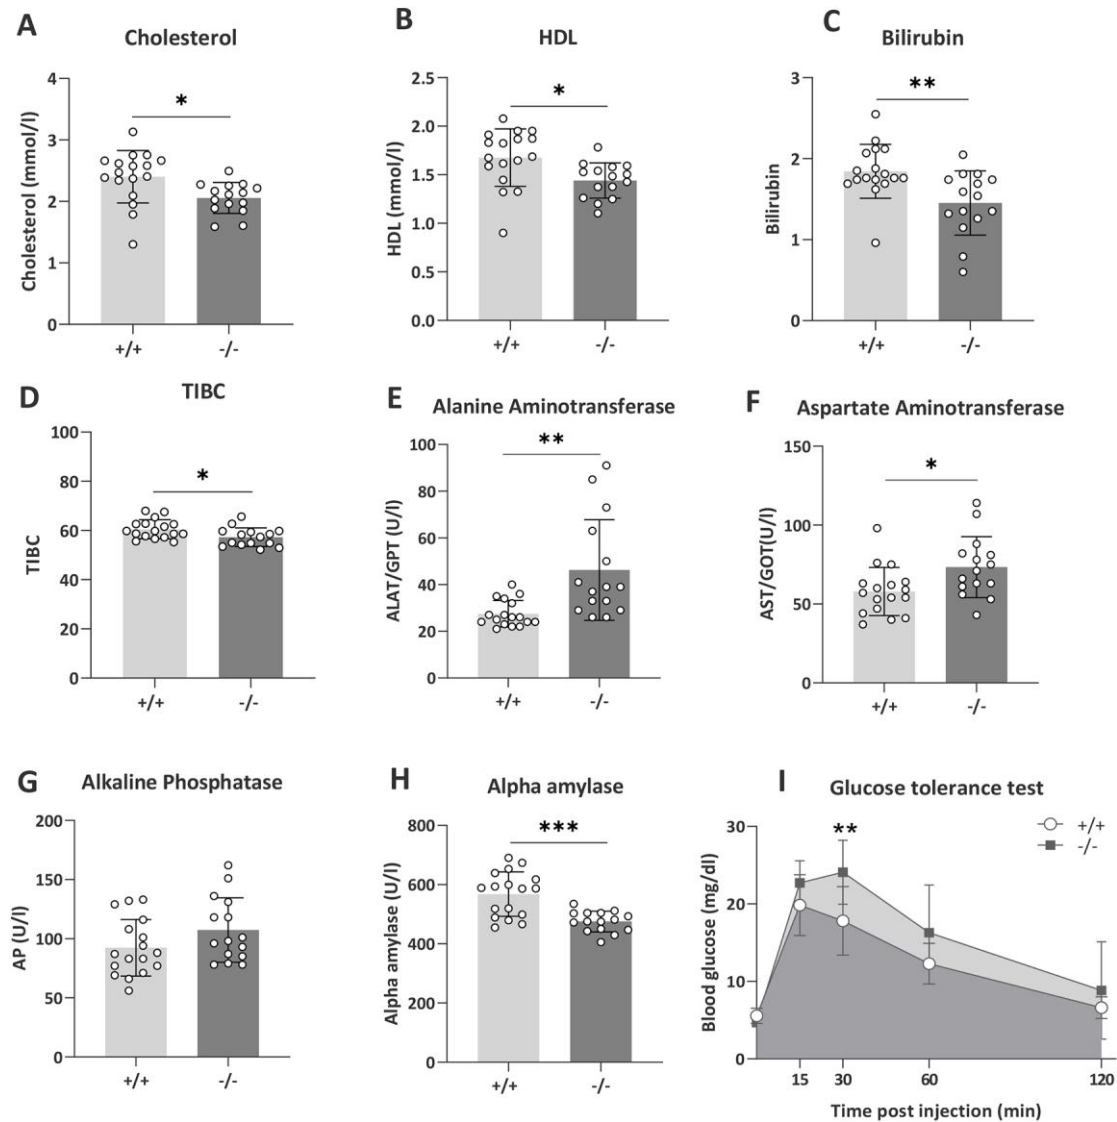 A
Cholesterol
Cholesterol (mmol/l)
4
3
2
1
0
*
+/+
-/-
B
HDL
HDL (mmol/l)
2.5
2.0
1.5
1.0
0.5
0.0
*
+/+
-/-
C
Bilirubin
Bilirubin
3
2
1
0
**
+/+
-/-
D
TIBC
TIBC
100
80
60
40
20
0
*
+/+
-/-
E
Alanine Aminotransferase
ALAT/GPT (U/l)
100
80
60
40
20
0
**
+/+
-/-
F
Aspartate Aminotransferase
AST/GOT(U/l)
150
100
50
0
*
+/+
-/-
G
Alkaline Phosphatase
AP (U/l)
200
150
100
50
0
+/+
-/-
H
Alpha amylase
Alpha amylase (U/l)
800
600
400
200
0
***
+/+
-/-
I
Glucose tolerance test
+/+
-/-
Blood glucose (mg/dl)
30
20
10
0
**
15
30
60
120
Time post injection (min)